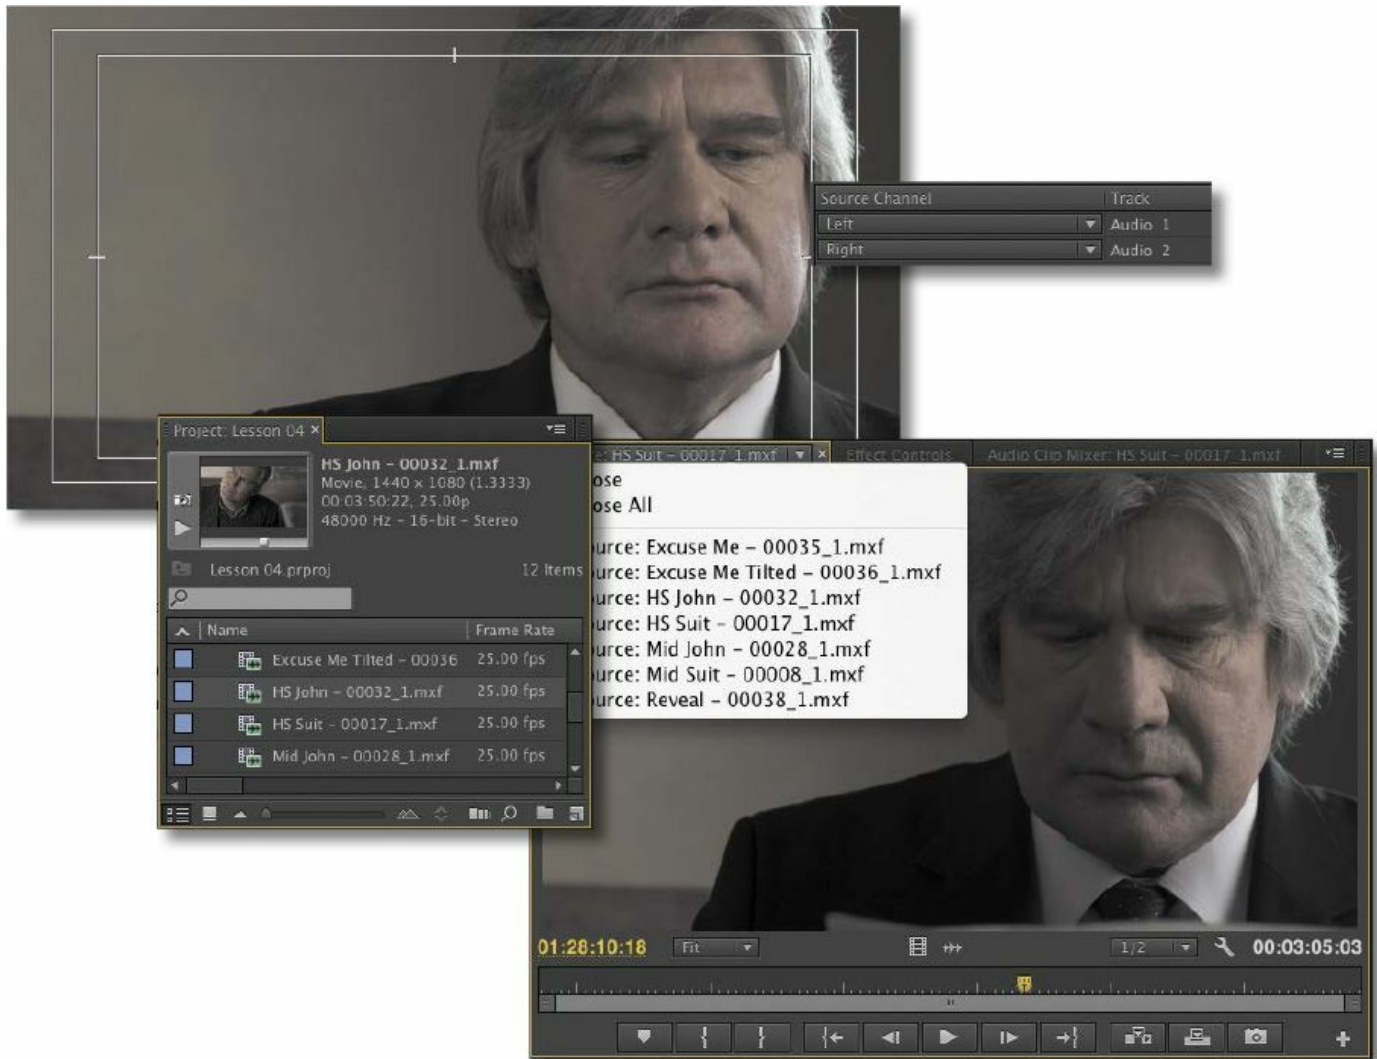 Source Channel Track
Left Audio 1
Right Audio 2
Project: Lesson 04 ×
HS John – 00032_1.mxf
Movie, 1440 x 1080 (1.3333)
00:03:50:22, 25.00p
48000 Hz – 16-bit – Stereo
Lesson 04.prproj 12 Items
Name Frame Rate
Excuse Me Tilted – 00036 25.00 fps
HS John – 00032_1.mxf 25.00 fps
HS Suit – 00017_1.mxf 25.00 fps
Mid John – 00028_1.mxf 25.00 fps
e: HS Suit – 00017_1.mxf × Effect Controls Audio Clip Mixer: HS Suit – 00017_1.mxf
ose
ose All
urce: Excuse Me – 00035_1.mxf
urce: Excuse Me Tilted – 00036_1.mxf
urce: HS John – 00032_1.mxf
urce: HS Suit – 00017_1.mxf
urce: Mid John – 00028_1.mxf
urce: Mid Suit – 00008_1.mxf
urce: Reveal – 00038_1.mxf
01:28:10:18 Fit 1/2 00:03:05:03